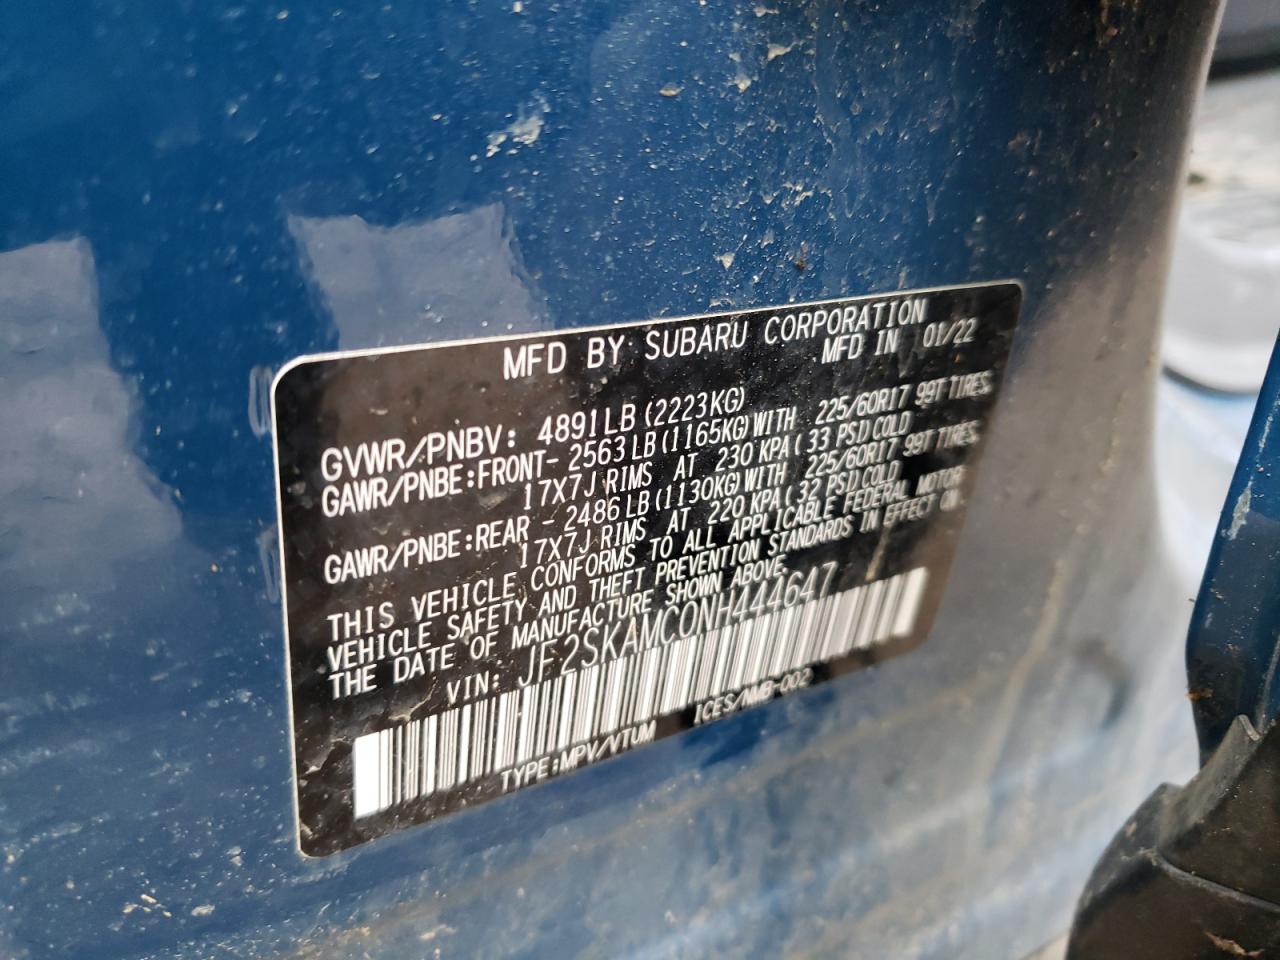 MFD BY SUBARU CORPORATION
MFD IN 01/22
GVWR/PNBV: 4891LB (2223KG)
GAWR/PNBE:FRONT- 2563LB (1165KG)WITH 225/60R17 99T TIRES,
17X7J RIMS AT 230 KPA( 33 PSI)COLD
GAWR/PNBE:REAR - 2486LB (1130KG)WITH 225/60R17 99T TIRES,
17X7J RIMS AT 220 KPA( 32 PSI)COLD
THIS VEHICLE CONFORMS TO ALL APPLICABLE FEDERAL MOTOR
VEHICLE SAFETY AND THEFT PREVENTION STANDARDS IN EFFECT ON
THE DATE OF MANUFACTURE SHOWN ABOVE.
VIN: JF2SKAMC0NH444647
TYPE:MPV/VTUM ICES/NMB-002